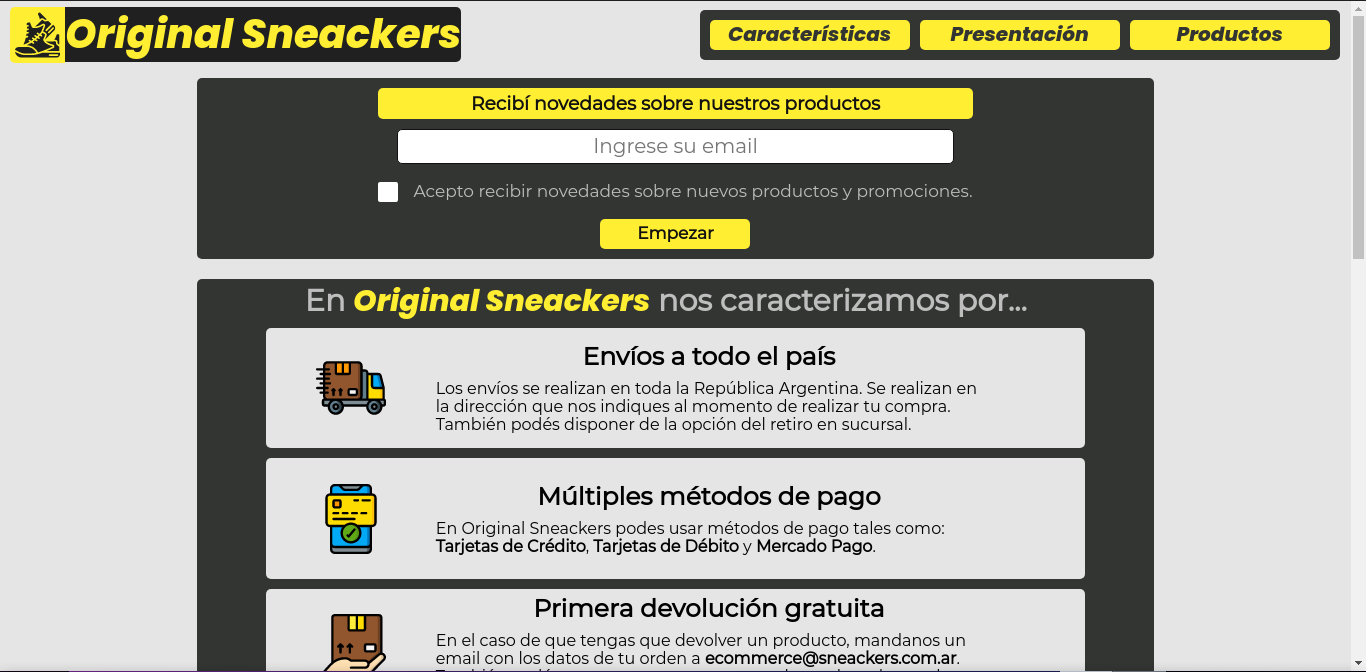 Original Sneackers
Características
Presentación
Productos
Recibí novedades sobre nuestros productos
Ingrese su email
Acepto recibir novedades sobre nuevos productos y promociones.
Empezar
En Original Sneackers nos caracterizamos por...
Envíos a todo el país
Los envíos se realizan en toda la República Argentina. Se realizan en
la dirección que nos indiques al momento de realizar tu compra.
También podés disponer de la opción del retiro en sucursal.
Múltiples métodos de pago
En Original Sneackers podes usar métodos de pago tales como:
Tarjetas de Crédito, Tarjetas de Débito y Mercado Pago.
Primera devolución gratuita
En el caso de que tengas que devolver un producto, mandanos un
email con los datos de tu orden a ecommerce@sneackers.com.ar.